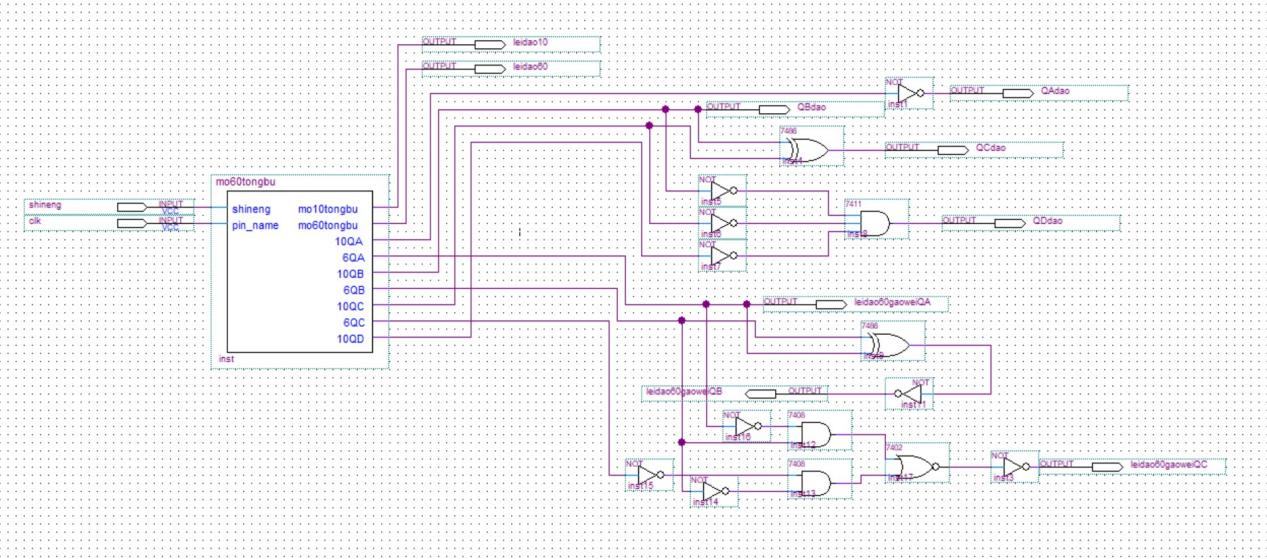 OUTPUT leidao10
OUTPUT leidao60
NOT
inst1
OUTPUT QAdao
OUTPUT QBdao
7486
inst4
OUTPUT QCdao
mo60tongbu
shineng INPUT
VCC
clk INPUT
VCC
shineng mo10tongbu
pin_name mo60tongbu
10QA
6QA
10QB
6QB
10QC
6QC
10QD
inst
NOT
inst5
NOT
inst6
NOT
inst7
7411
inst8
OUTPUT QDdao
OUTPUT leidao60gaoweiQA
7486
inst9
leidao60gaoweiQB OUTPUT
NOT
inst11
NOT
inst16
7408
inst12
7402
inst17
NOT
inst15
NOT
inst14
7408
inst13
NOT
inst3
OUTPUT leidao60gaoweiQC